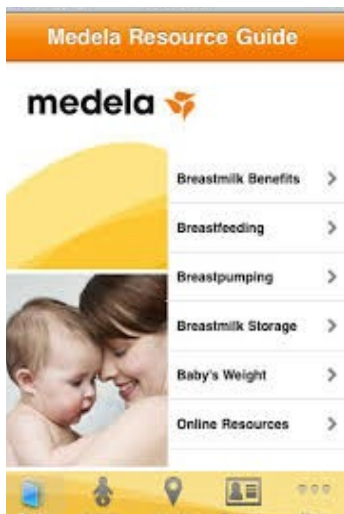 Medela Resource Guide
medela
Breastmilk Benefits
Breastfeeding
Breastpumping
Breastmilk Storage
Baby's Weight
Online Resources